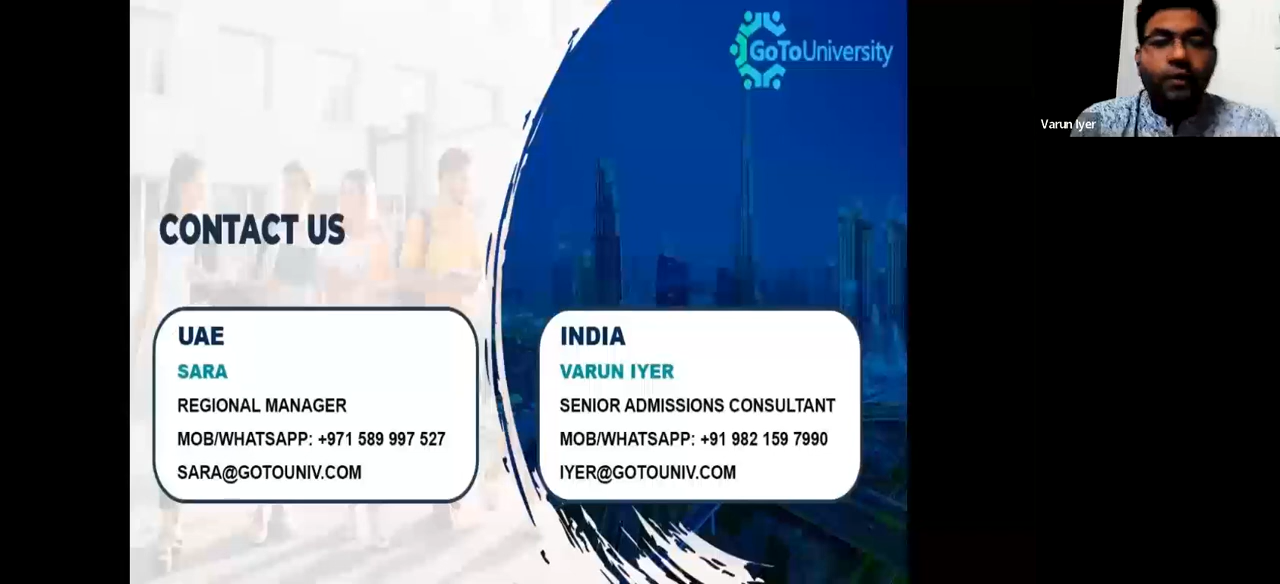 GoToUniversity
Varun Iyer
CONTACT US
UAE
SARA
REGIONAL MANAGER
MOB/WHATSAPP: +971 589 997 527
SARA@GOTOUNIV.COM
INDIA
VARUN IYER
SENIOR ADMISSIONS CONSULTANT
MOB/WHATSAPP: +91 982 159 7990
IYER@GOTOUNIV.COM